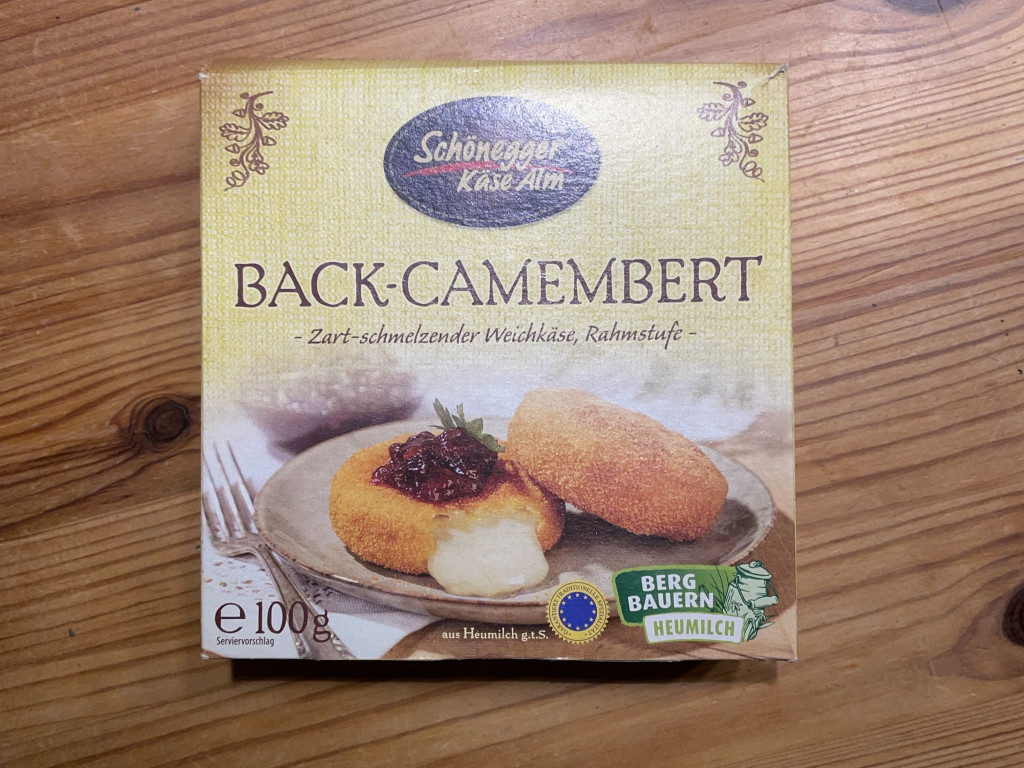 Schönegger
Käse Alm
BACK-CAMEMBERT
- Zart-schmelzender Weichkäse, Rahmstufe -
e 100g
Serviervorschlag
aus Heumilch g.t.S.
BERG
BAUERN
HEUMILCH